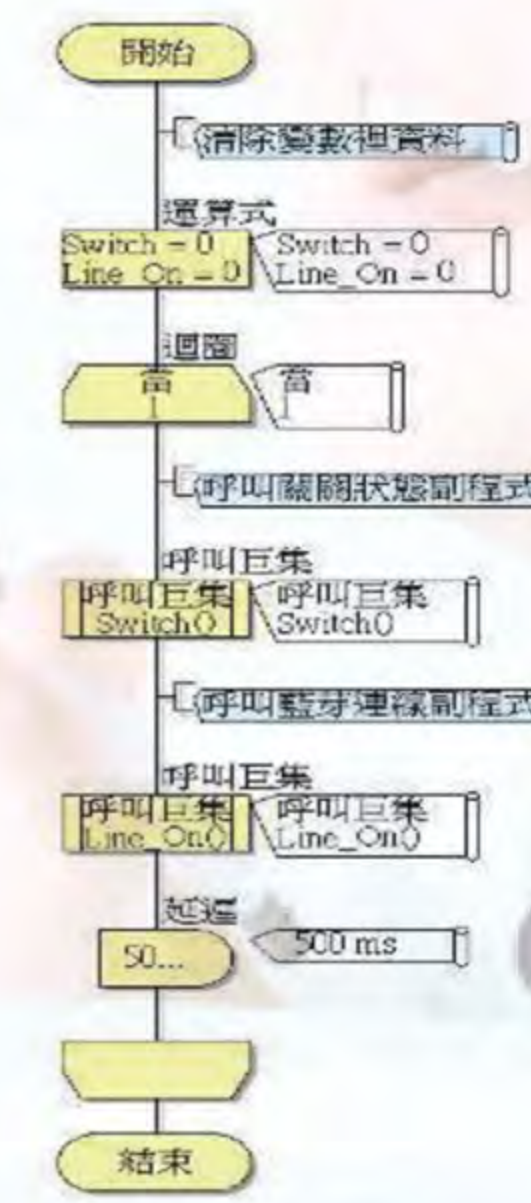 開始
清除變數裡資料
運算式
Switch = 0
Line_On = 0
Switch = 0
Line_On = 0
迴圈
當
1
當
1
呼叫開關狀態副程式
呼叫巨集
呼叫巨集
Switch()
呼叫巨集
Switch()
呼叫藍芽連線副程式
呼叫巨集
呼叫巨集
Line_On()
呼叫巨集
Line_On()
延遲
50...
500 ms
結束